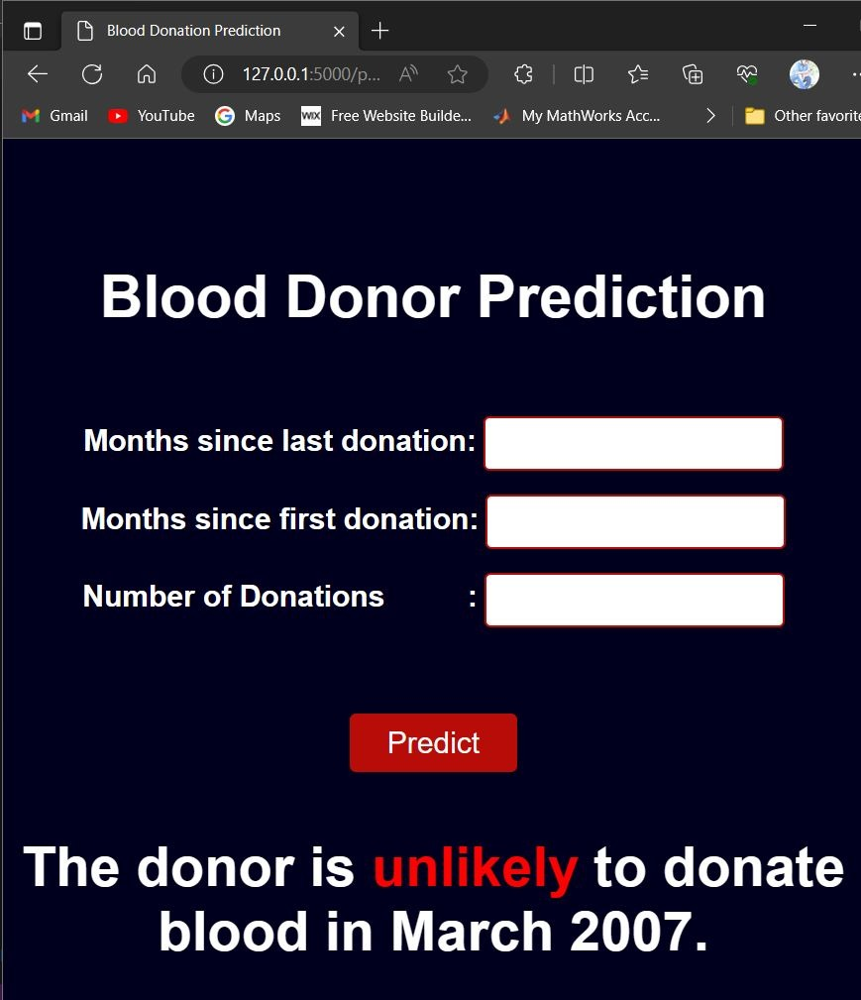 Blood Donation Prediction
127.0.0.1:5000/p...
Gmail YouTube Maps WIX Free Website Builde... My MathWorks Acc... Other favorite
Blood Donor Prediction
Months since last donation:
Months since first donation:
Number of Donations :
Predict
The donor is unlikely to donate
blood in March 2007.